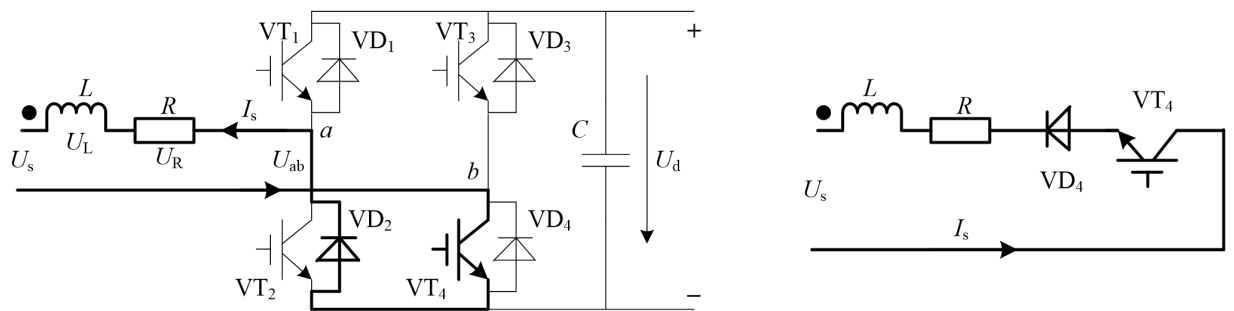 VT1 VD1 VT3 VD3 +
L R Is a C Ud
Us UL UR Uab b
VD2 VD4
VT2 VT4 −
L R VT4
VD4
Us
Is